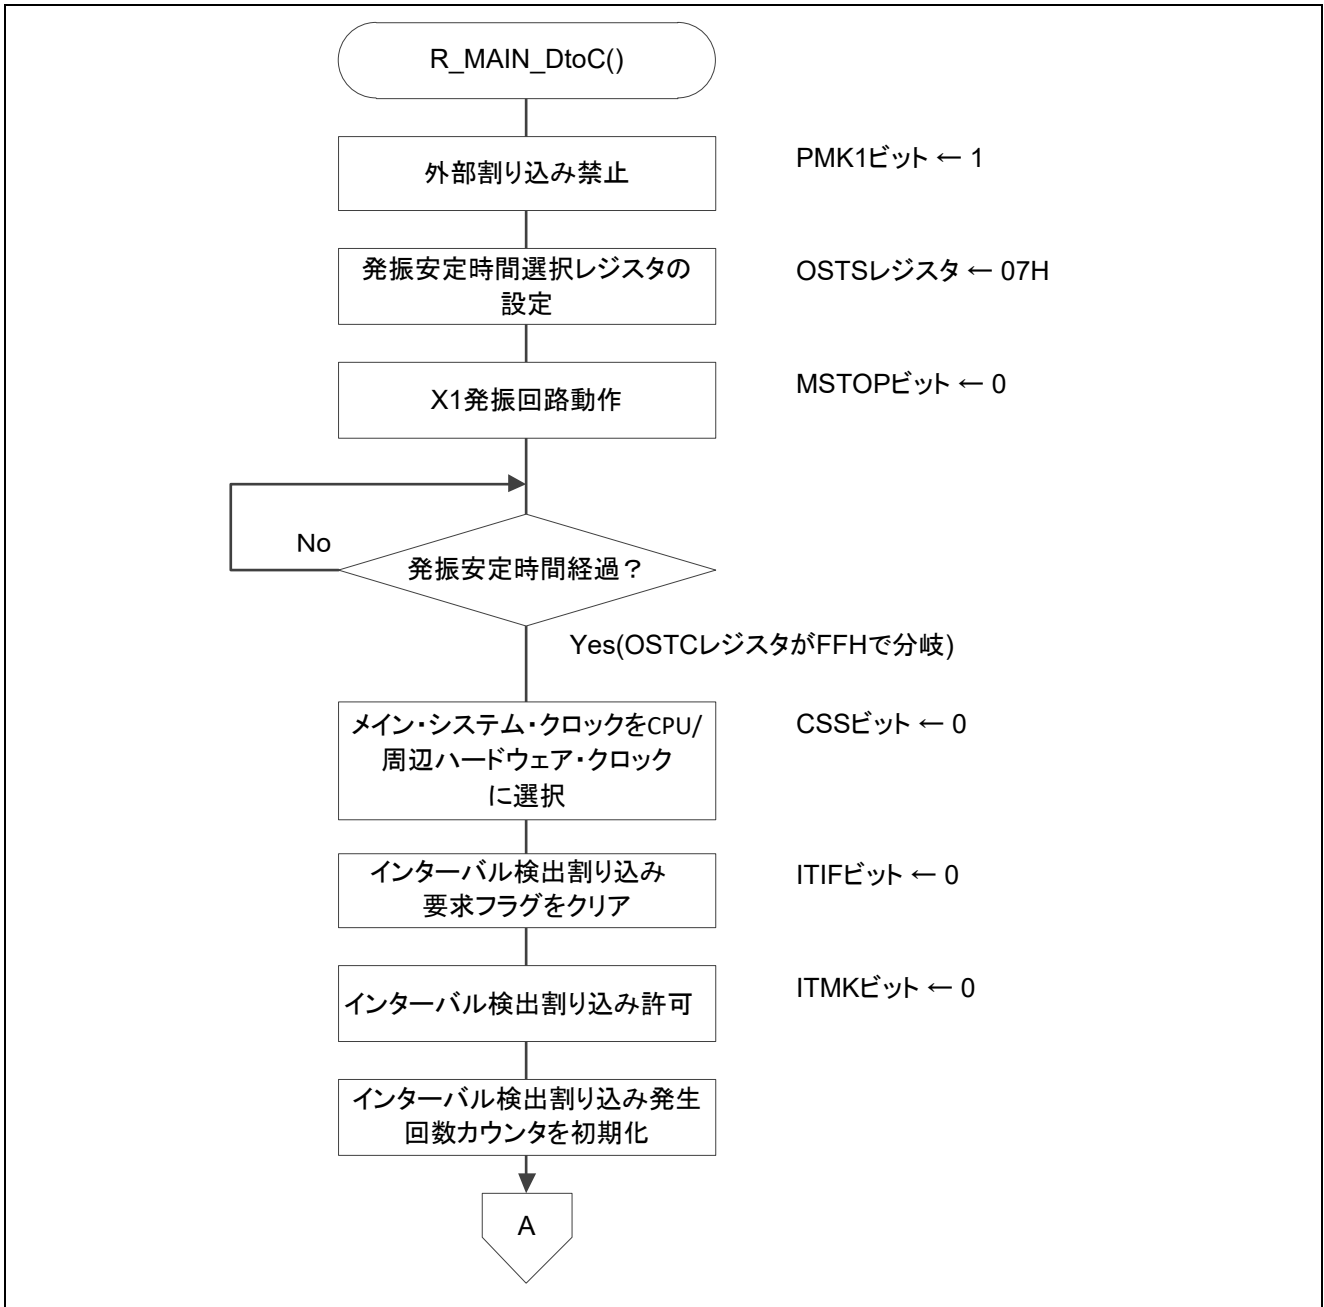 R_MAIN_DtoC()
外部割り込み禁止
PMK1ビット ← 1
発振安定時間選択レジスタの
設定
OSTSレジスタ ← 07H
X1発振回路動作
MSTOPビット ← 0
No
発振安定時間経過？
Yes(OSTCレジスタがFFHで分岐)
メイン・システム・クロックをCPU/
周辺ハードウェア・クロック
に選択
CSSビット ← 0
インターバル検出割り込み
要求フラグをクリア
ITIFビット ← 0
インターバル検出割り込み許可
ITMKビット ← 0
インターバル検出割り込み発生
回数カウンタを初期化
A